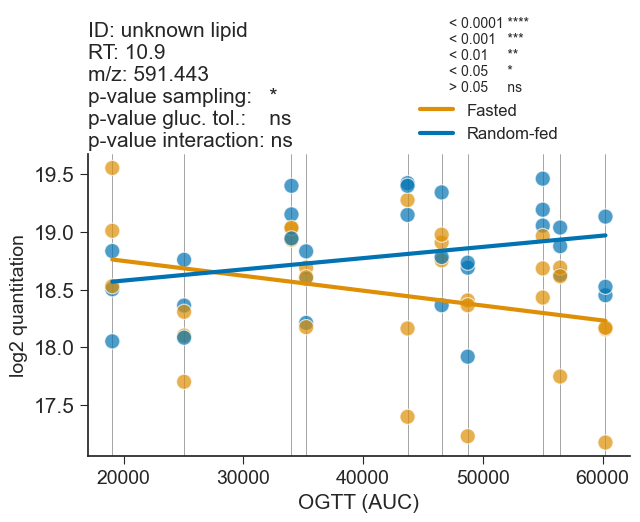 ID: unknown lipid
RT: 10.9
m/z: 591.443
p-value sampling: *
p-value gluc. tol.: ns
p-value interaction: ns
< 0.0001 ****
< 0.001 ***
< 0.01 **
< 0.05 *
> 0.05 ns
Fasted
Random-fed
log2 quantitation
19.5
19.0
18.5
18.0
17.5
20000 30000 40000 50000 60000
OGTT (AUC)